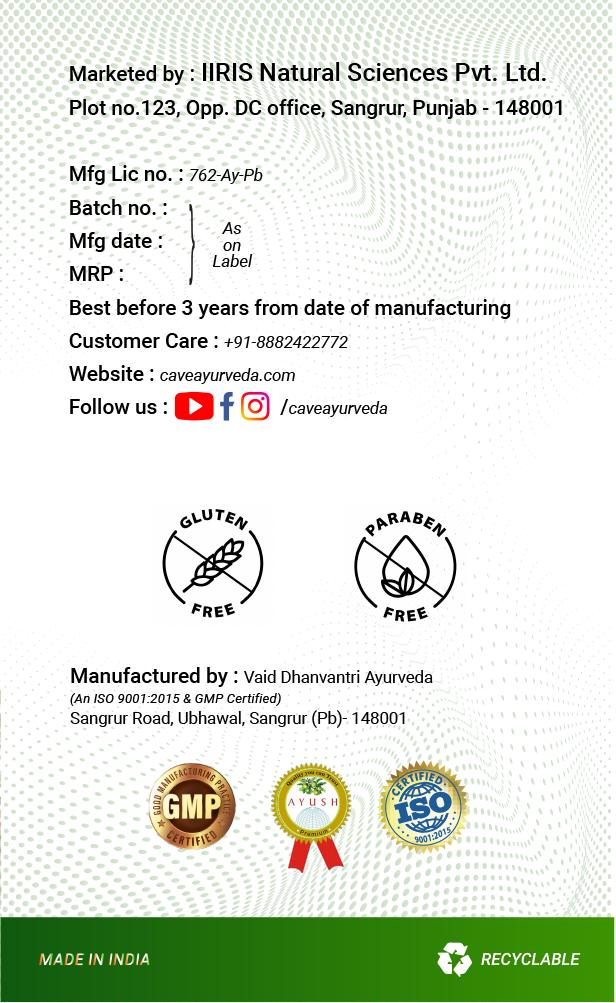 Marketed by : IIRIS Natural Sciences Pvt. Ltd.
Plot no.123, Opp. DC office, Sangrur, Punjab - 148001
Mfg Lic no. : 762-Ay-Pb
Batch no. :
Mfg date :
MRP :
As
on
Label
Best before 3 years from date of manufacturing
Customer Care : +91-8882422772
Website : caveayurveda.com
Follow us : /caveayurveda
GLUTEN
FREE
PARABEN
FREE
Manufactured by : Vaid Dhanvantri Ayurveda
(An ISO 9001:2015 & GMP Certified)
Sangrur Road, Ubhawal, Sangrur (Pb)- 148001
GOOD MANUFACTURING PRACTICE
GMP
CERTIFIED
Quality you can Trust
AYUSH
Premium
CERTIFIED
ISO
9001:2015
MADE IN INDIA
RECYCLABLE